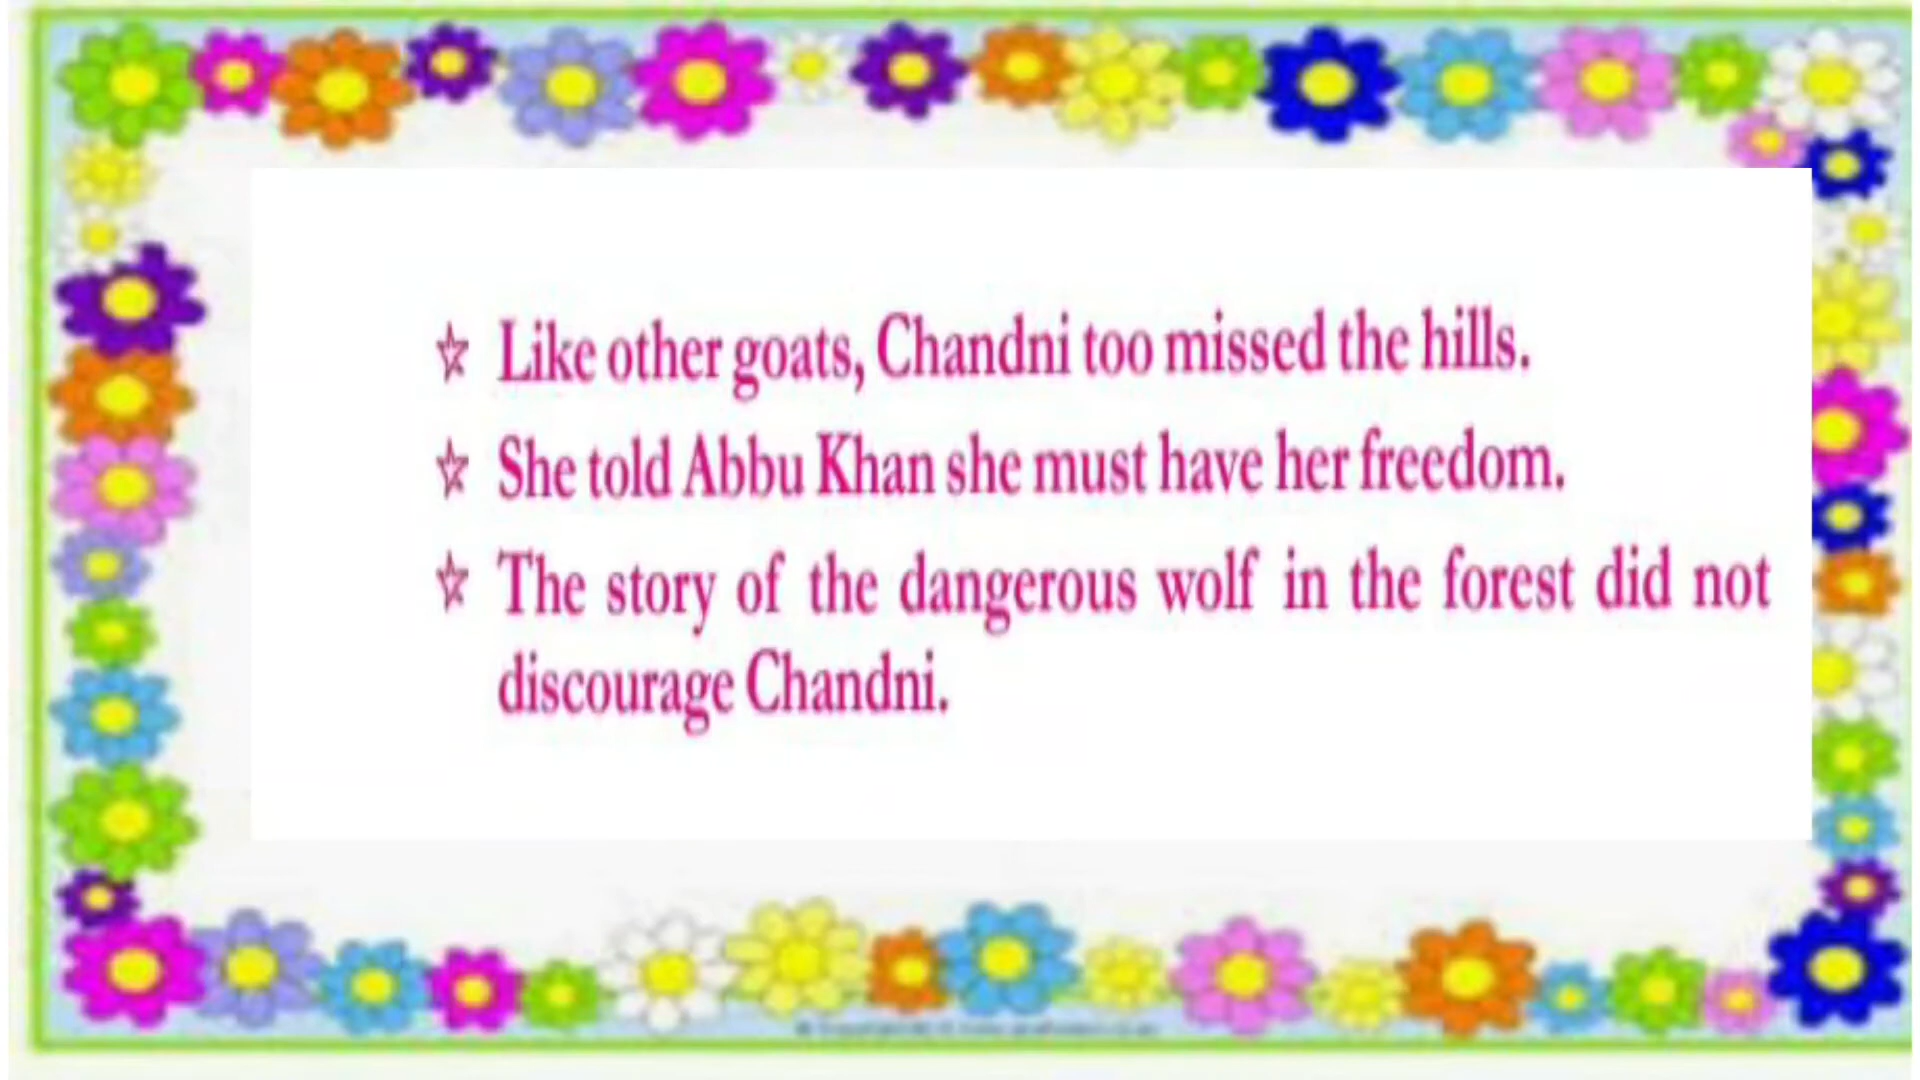 ☆ Like other goats, Chandni too missed the hills.
☆ She told Abbu Khan she must have her freedom.
☆ The story of the dangerous wolf in the forest did not
discourage Chandni.